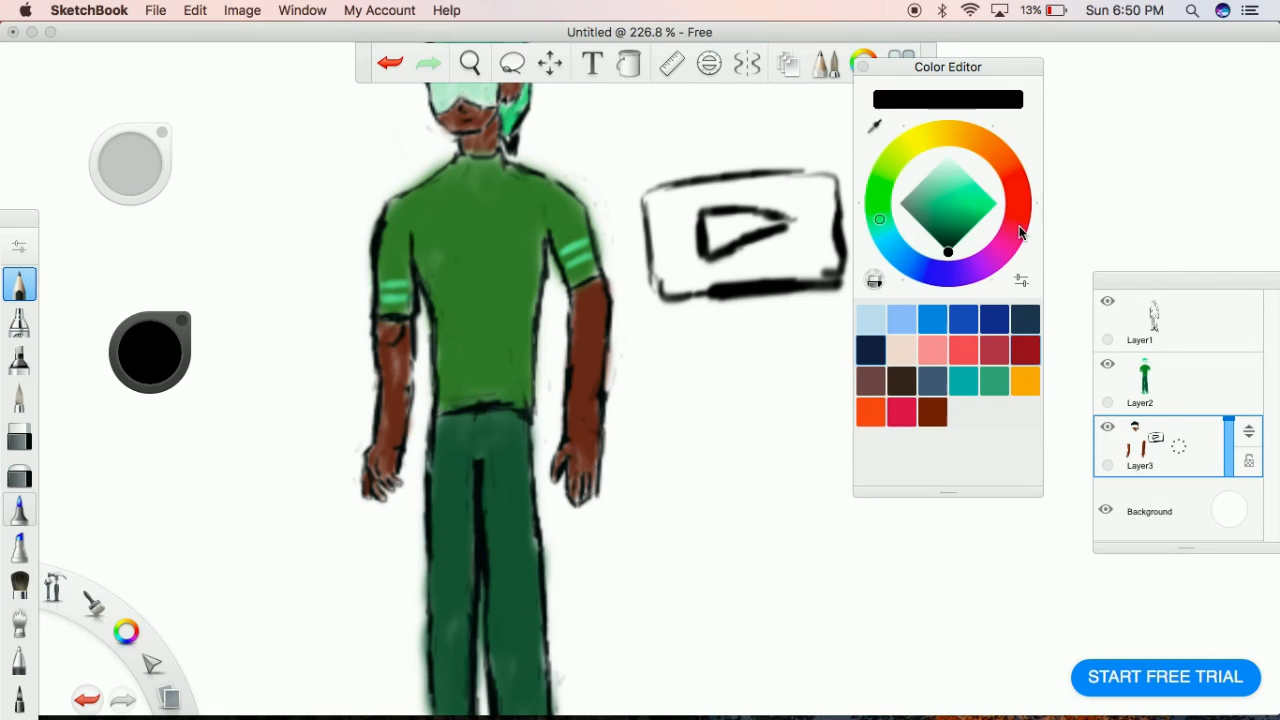 SketchBook File Edit Image Window My Account Help 13% Sun 6:50 PM
Untitled @ 226.8 % - Free
T
Color Editor
Layer1
Layer2
Layer3
Background
START FREE TRIAL